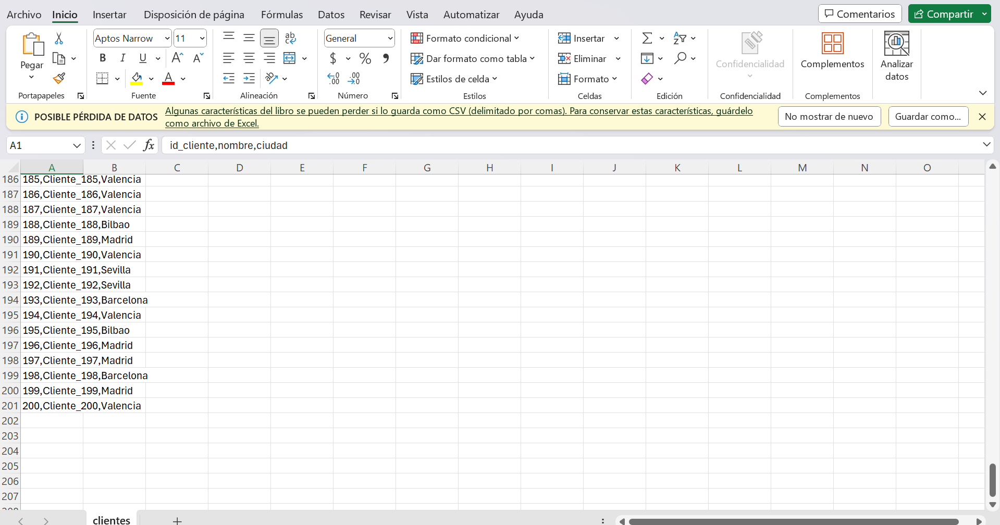 Archivo Inicio Insertar Disposición de página Fórmulas Datos Revisar Vista Automatizar Ayuda Comentarios Compartir
Pegar Aptos Narrow 11 General Formato condicional Insertar Confidencialidad Complementos Analizar datos
Dar formato como tabla Eliminar
Estilos de celda Formato
Portapapeles Fuente Alineación Número Estilos Celdas Edición Confidencialidad Complementos
POSIBLE PÉRDIDA DE DATOS Algunas características del libro se pueden perder si lo guarda como CSV (delimitado por comas). Para conservar estas características, guárdelo
como archivo de Excel. No mostrar de nuevo Guardar como...
A1 fx id_cliente,nombre,ciudad
A B C D E F G H I J K L M N O
186 185,Cliente_185,Valencia
187 186,Cliente_186,Valencia
188 187,Cliente_187,Valencia
189 188,Cliente_188,Bilbao
190 189,Cliente_189,Madrid
191 190,Cliente_190,Valencia
192 191,Cliente_191,Sevilla
193 192,Cliente_192,Sevilla
194 193,Cliente_193,Barcelona
195 194,Cliente_194,Valencia
196 195,Cliente_195,Bilbao
197 196,Cliente_196,Madrid
198 197,Cliente_197,Madrid
199 198,Cliente_198,Barcelona
200 199,Cliente_199,Madrid
201 200,Cliente_200,Valencia
202
203
204
205
206
207
clientes